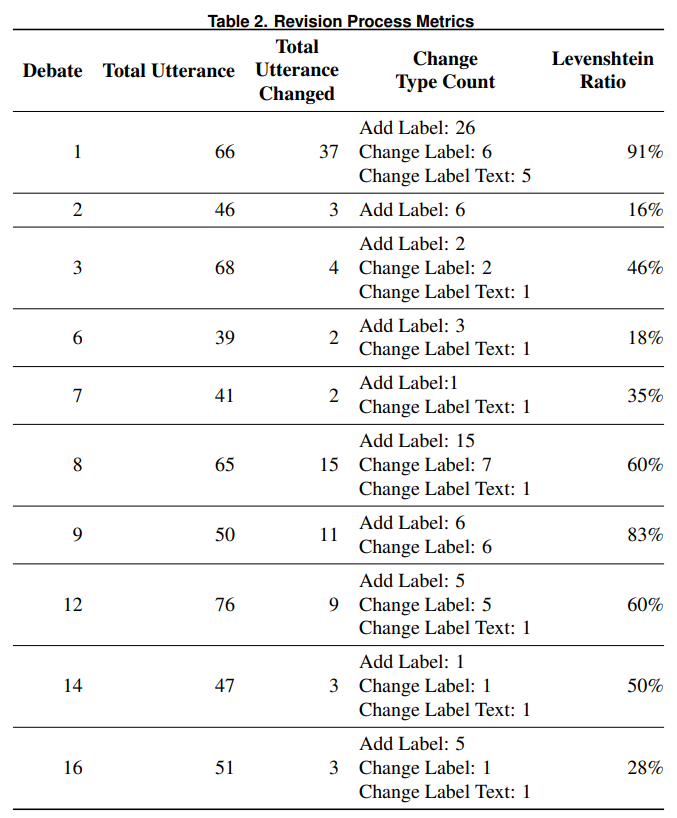 Table 2. Revision Process Metrics
Debate Total Utterance Total Utterance Changed Change Type Count Levenshtein Ratio
1 66 37 Add Label: 26 91%
Change Label: 6
Change Label Text: 5
2 46 3 Add Label: 6 16%
3 68 4 Add Label: 2 46%
Change Label: 2
Change Label Text: 1
6 39 2 Add Label: 3 18%
Change Label Text: 1
7 41 2 Add Label:1 35%
Change Label Text: 1
8 65 15 Add Label: 15 60%
Change Label: 7
Change Label Text: 1
9 50 11 Add Label: 6 83%
Change Label: 6
12 76 9 Add Label: 5 60%
Change Label: 5
Change Label Text: 1
14 47 3 Add Label: 1 50%
Change Label: 1
Change Label Text: 1
16 51 3 Add Label: 5 28%
Change Label: 1
Change Label Text: 1